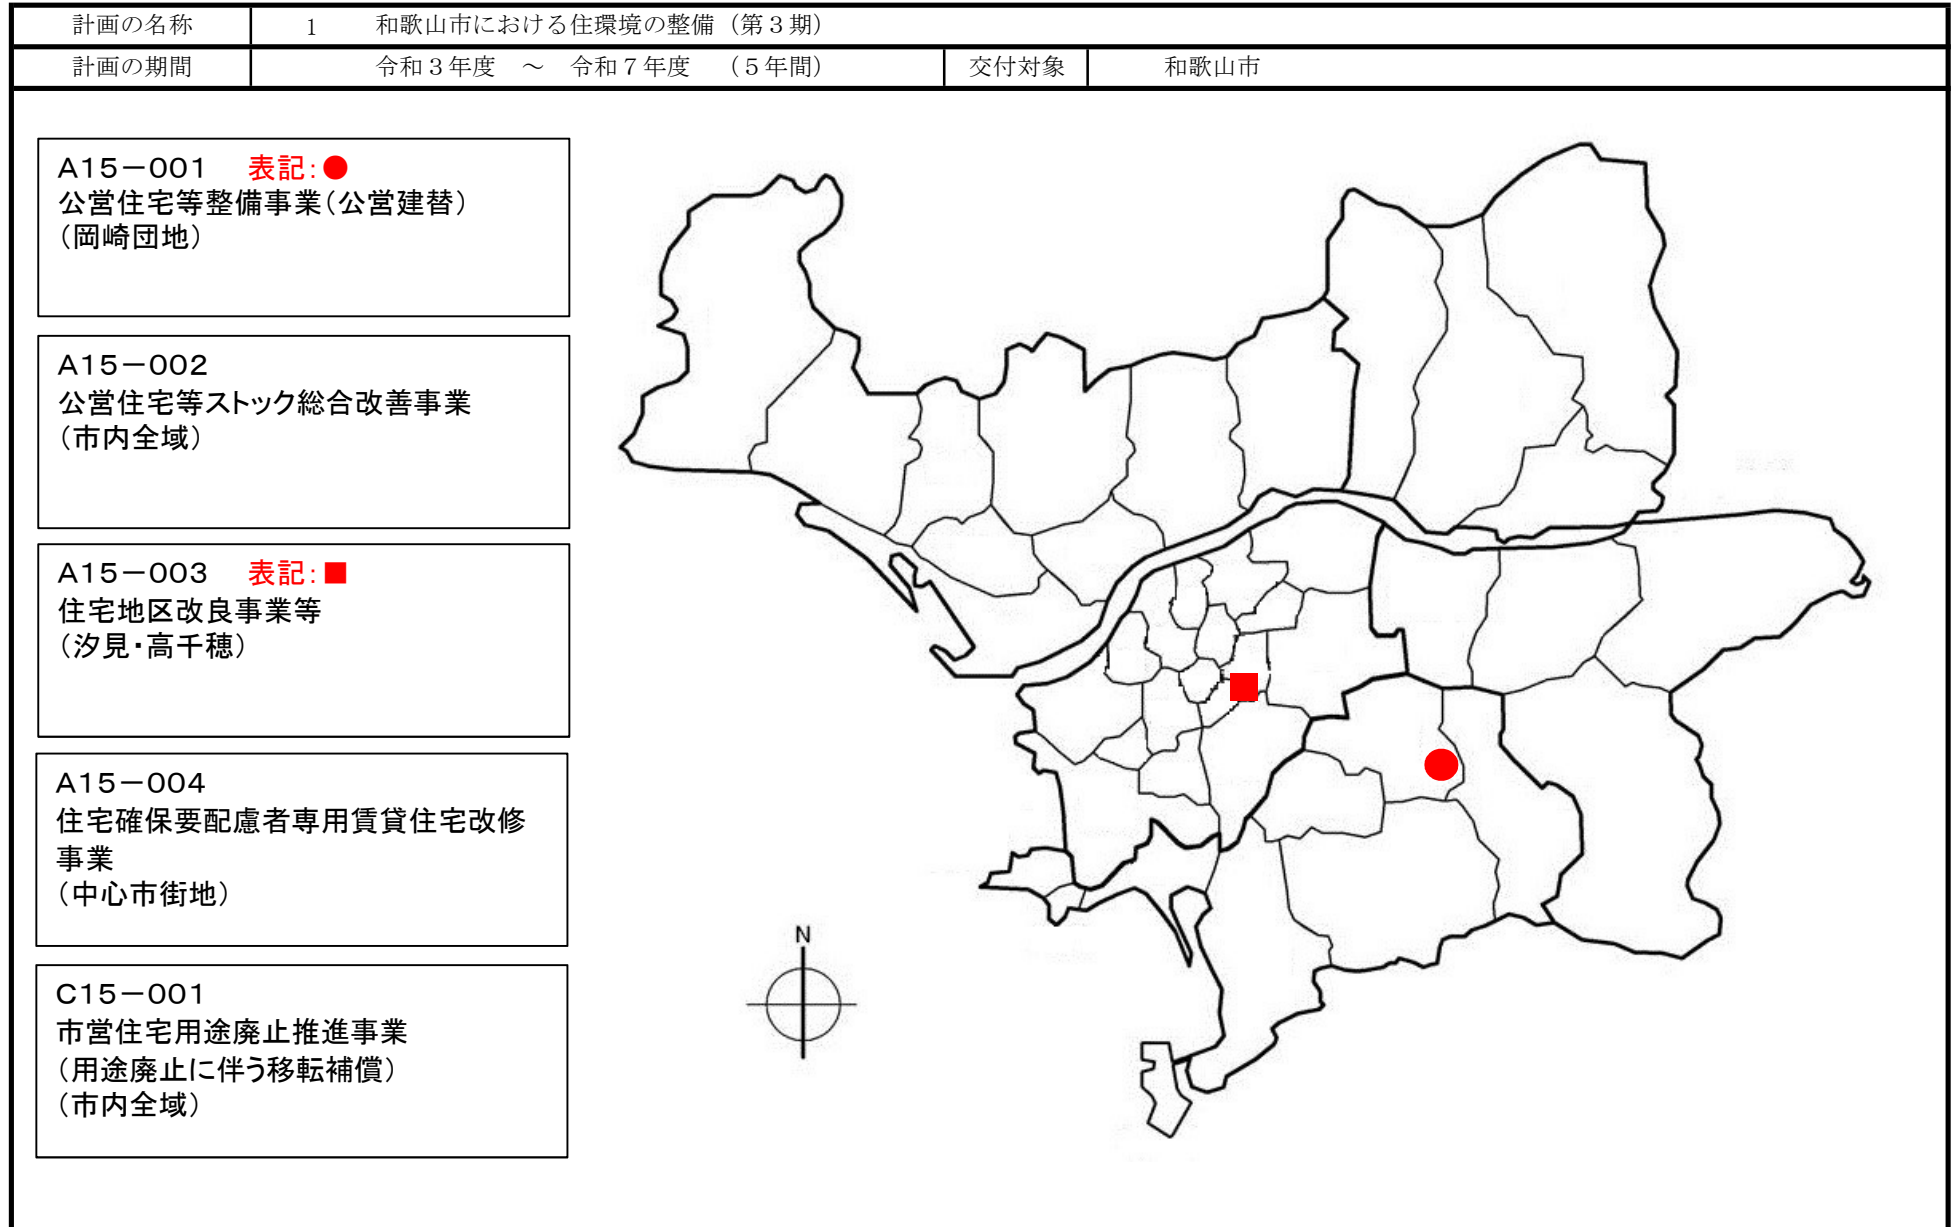 計画の名称 1 和歌山市における住環境の整備（第３期）
計画の期間 令和３年度 ～ 令和７年度 （５年間） 交付対象 和歌山市
A15－001 表記：●
公営住宅等整備事業（公営建替）
（岡崎団地）
A15－002
公営住宅等ストック総合改善事業
（市内全域）
A15－003 表記：■
住宅地区改良事業等
（汐見・高千穂）
A15－004
住宅確保要配慮者専用賃貸住宅改修
事業
（中心市街地）
C15－001
市営住宅用途廃止推進事業
（用途廃止に伴う移転補償）
（市内全域）
N